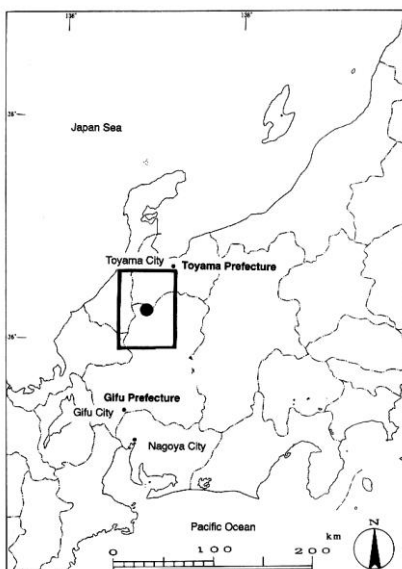 136°
138°
38°
Japan Sea
Toyama City
Toyama Prefecture
36°
Gifu Prefecture
Gifu City
Nagoya City
Pacific Ocean
N
km
0 100 200